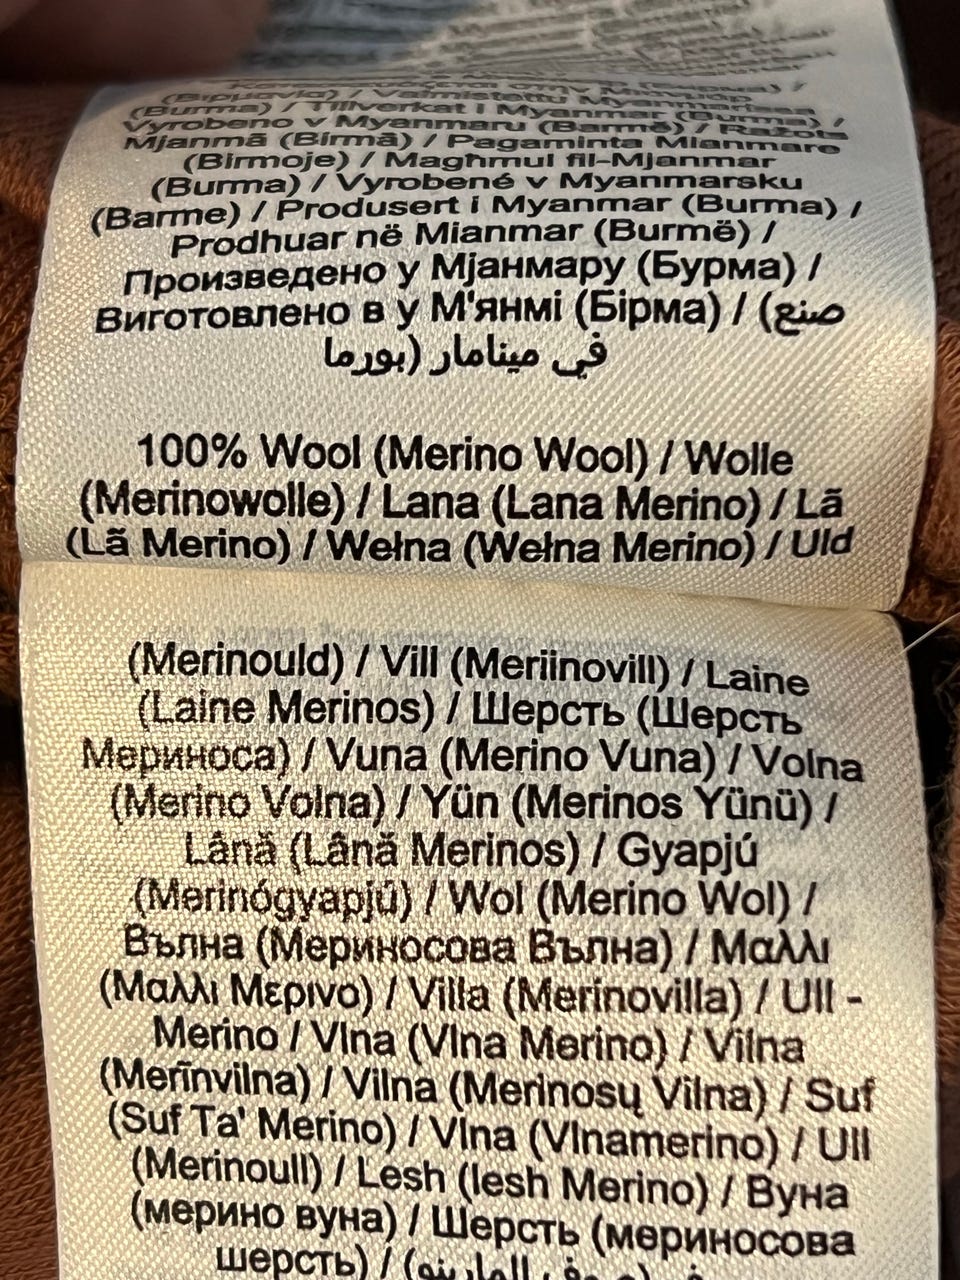 (Burma) / Tillverkat i Myanmar (Burma) /
Vyrobeno v Myanmaru (Barmě) / Ražots
Mjanmā (Birmā) / Pagaminta Mianmare
(Birmoje) / Magħmul fil-Mjanmar
(Burma) / Vyrobené v Myanmarsku
(Barme) / Produsert i Myanmar (Burma) /
Prodhuar në Mianmar (Burmë) /
Произведено у Мјанмару (Бурма) /
Виготовлено в у М'янмі (Бірма) / (صنع
في مينامار (بورما
100% Wool (Merino Wool) / Wolle
(Merinowolle) / Lana (Lana Merino) / Lã
(Lã Merino) / Wełna (Wełna Merino) / Uld
(Merinould) / Vill (Meriinovill) / Laine
(Laine Merinos) / Шерсть (Шерсть
Мериноса) / Vuna (Merino Vuna) / Volna
(Merino Volna) / Yün (Merinos Yünü) /
Lână (Lână Merinos) / Gyapjú
(Merinógyapjú) / Wol (Merino Wol) /
Вълна (Мериносова Вълна) / Μαλλι
(Μαλλι Μερινο) / Villa (Merinovilla) / Ull -
Merino / Vlna (Vlna Merino) / Vilna
(Merīnvilna) / Vilna (Merinosų Vilna) / Suf
(Suf Ta' Merino) / Vlna (Vlnamerino) / Ull
(Merinoull) / Lesh (lesh Merino) / Вуна
(мерино вуна) / Шерсть (мериносова
шерсть) /